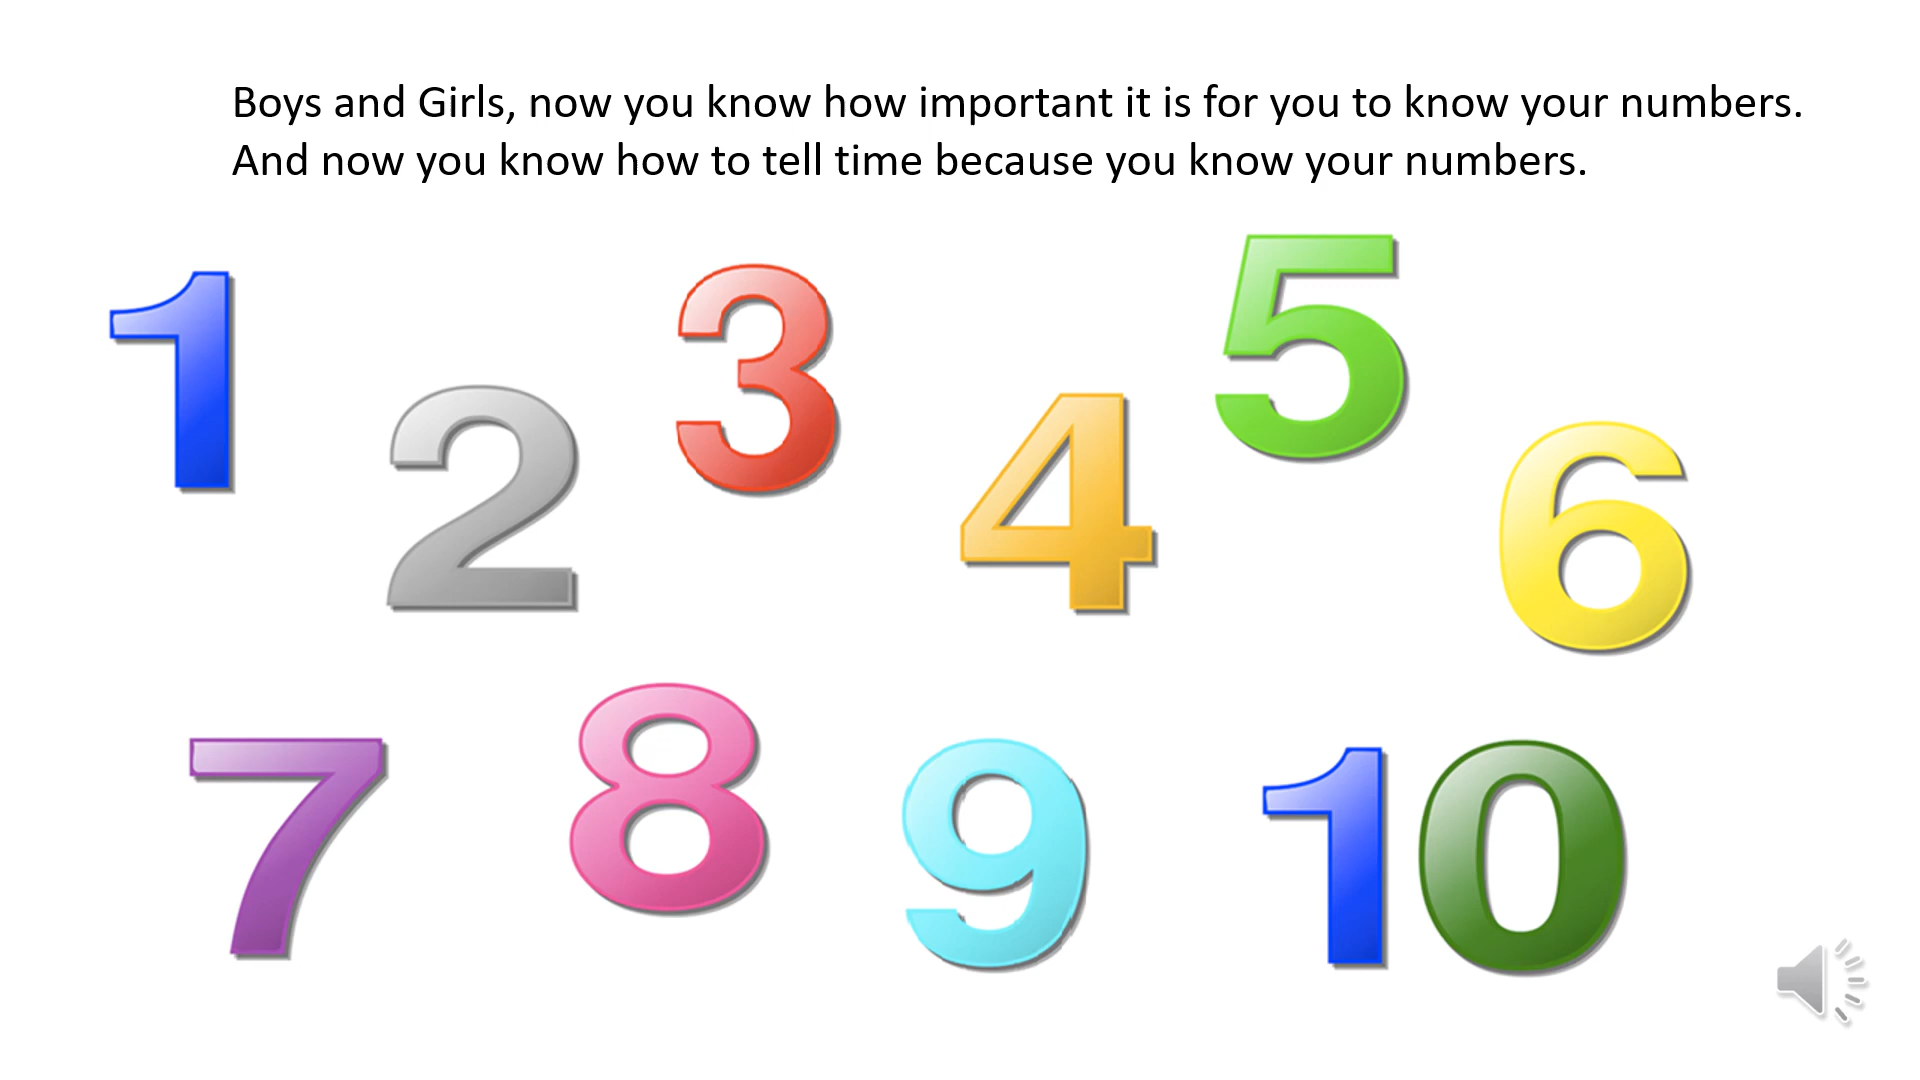 Boys and Girls, now you know how important it is for you to know your numbers.
And now you know how to tell time because you know your numbers.
1 2 3 4 5 6
7 8 9 10